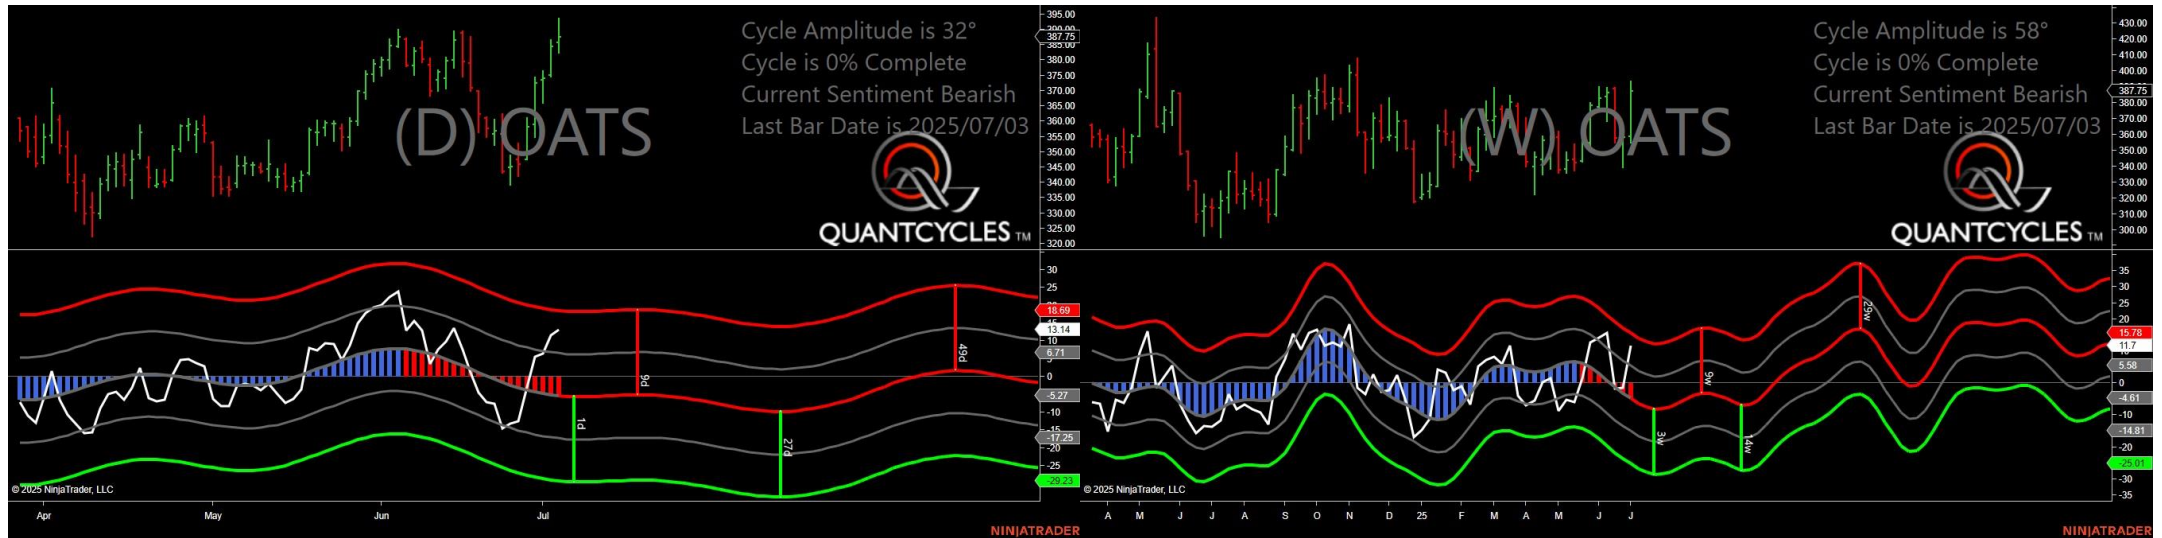 Cycle Amplitude is 32°
Cycle is 0% Complete
Current Sentiment Bearish
Last Bar Date is 2025/07/03
(D) OATS
QUANTCYCLES TM
395.00
387.75
385.00
380.00
375.00
370.00
365.00
360.00
355.00
350.00
345.00
340.00
335.00
330.00
325.00
320.00
30
25
18.69
13.14
6.71
0
-5.27
-10
-15
-17.25
-20
-25
-29.23
1d
9d
27d
49d
© 2025 NinjaTrader, LLC
Apr May Jun Jul
NINJATRADER
Cycle Amplitude is 58°
Cycle is 0% Complete
Current Sentiment Bearish
Last Bar Date is 2025/07/03
(W) OATS
QUANTCYCLES TM
430.00
420.00
410.00
400.00
387.75
380.00
370.00
360.00
350.00
340.00
330.00
320.00
310.00
300.00
35
30
25
20
15.78
11.7
5.58
0
-4.61
-10
-14.81
-20
-25.01
-30
-35
3w
9w
14w
29w
© 2025 NinjaTrader, LLC
A M J J A S O N D 25 F M A M J J
NINJATRADER